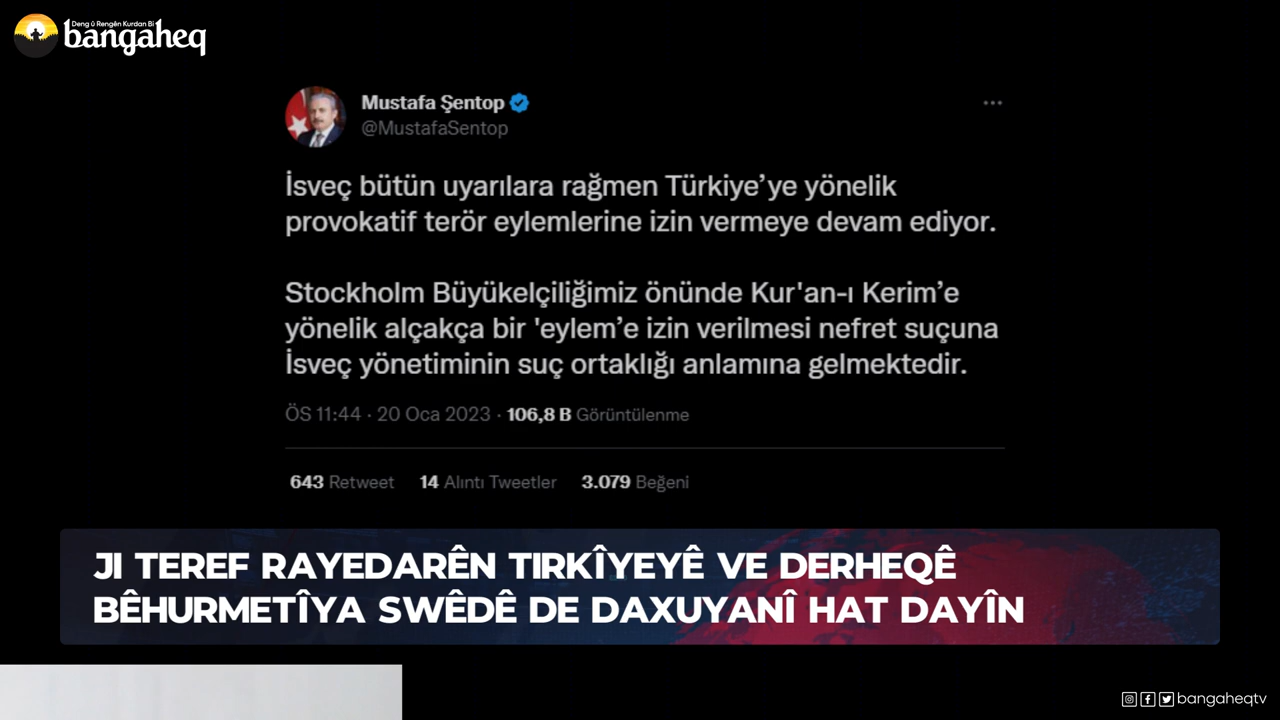 Deng û Rengên Kurdan Bi
bangaheq
Mustafa Şentop
@MustafaSentop
İsveç bütün uyarılara rağmen Türkiye’ye yönelik
provokatif terör eylemlerine izin vermeye devam ediyor.
Stockholm Büyükelçiliğimiz önünde Kur'an-ı Kerim’e
yönelik alçakça bir 'eylem’e izin verilmesi nefret suçuna
İsveç yönetiminin suç ortaklığı anlamına gelmektedir.
ÖS 11:44 · 20 Oca 2023 · 106,8 B Görüntülenme
643 Retweet 14 Alıntı Tweetler 3.079 Beğeni
JI TEREF RAYEDARÊN TIRKÎYEYÊ VE DERHEQÊ
BÊHURMETÎYA SWÊDÊ DE DAXUYANÎ HAT DAYÎN
bangaheqtv